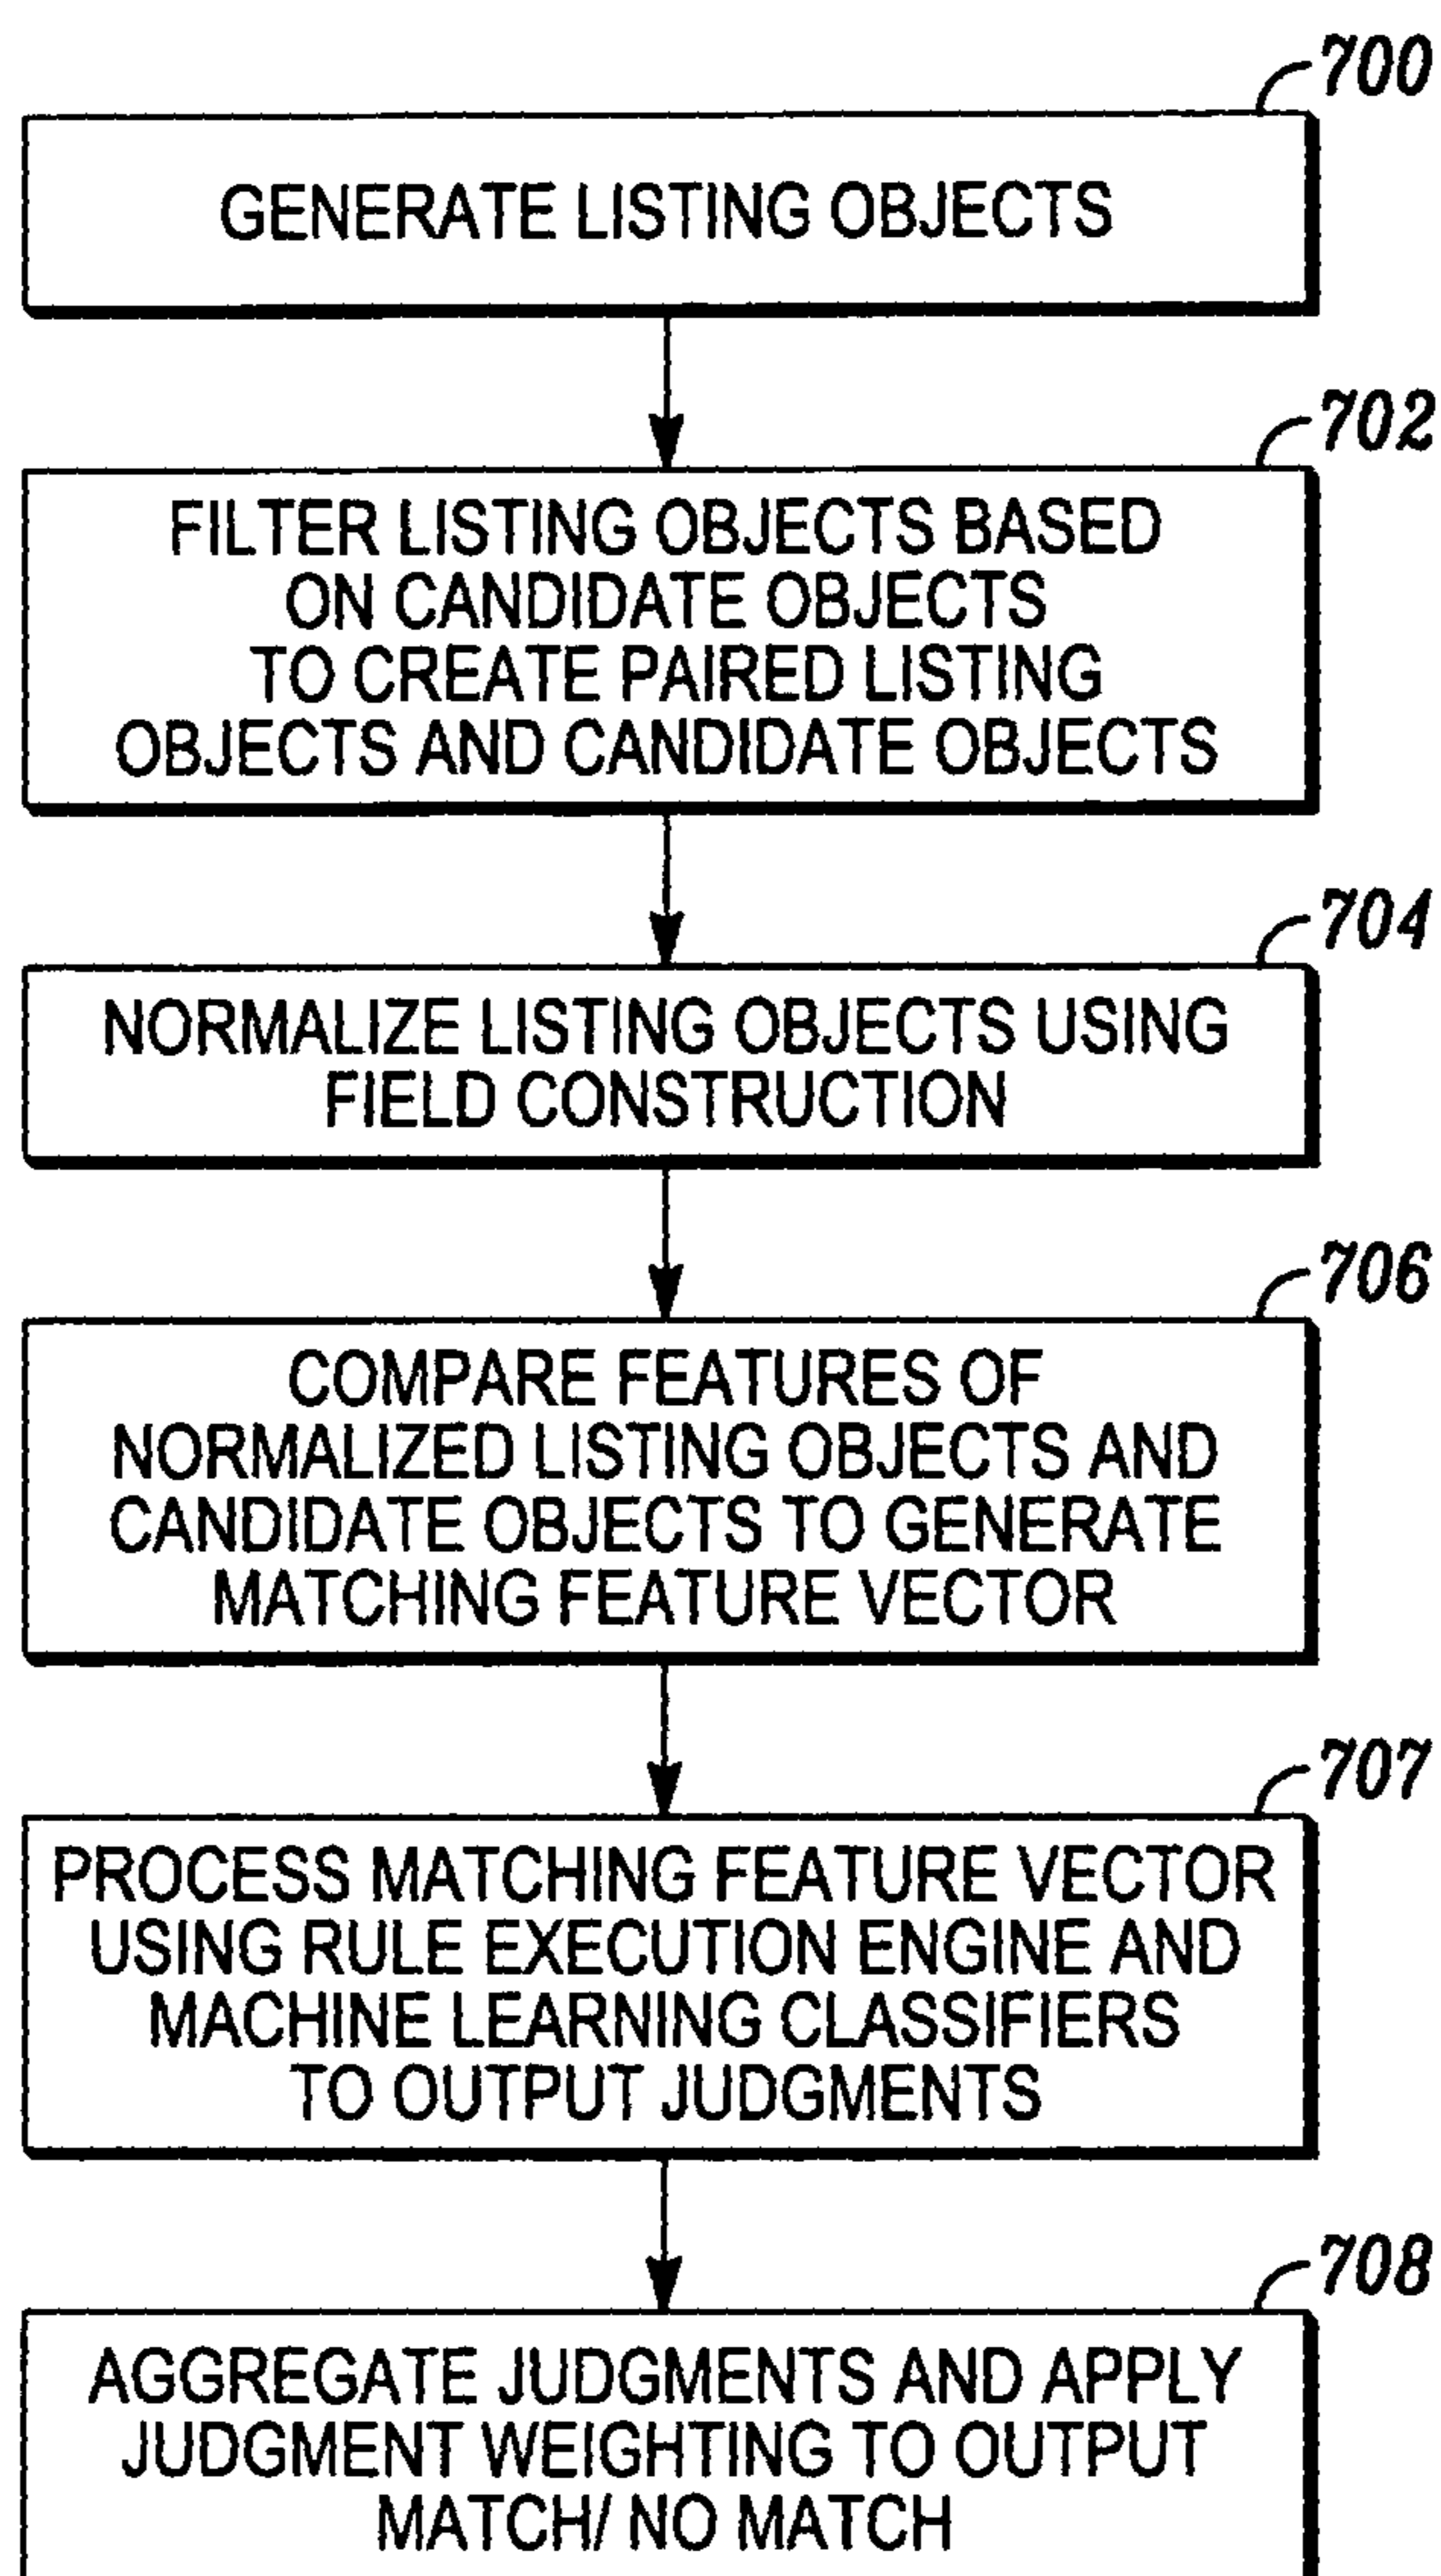 700
GENERATE LISTING OBJECTS
702
FILTER LISTING OBJECTS BASED
ON CANDIDATE OBJECTS
TO CREATE PAIRED LISTING
OBJECTS AND CANDIDATE OBJECTS
704
NORMALIZE LISTING OBJECTS USING
FIELD CONSTRUCTION
706
COMPARE FEATURES OF
NORMALIZED LISTING OBJECTS AND
CANDIDATE OBJECTS TO GENERATE
MATCHING FEATURE VECTOR
707
PROCESS MATCHING FEATURE VECTOR
USING RULE EXECUTION ENGINE AND
MACHINE LEARNING CLASSIFIERS
TO OUTPUT JUDGMENTS
708
AGGREGATE JUDGMENTS AND APPLY
JUDGMENT WEIGHTING TO OUTPUT
MATCH/ NO MATCH